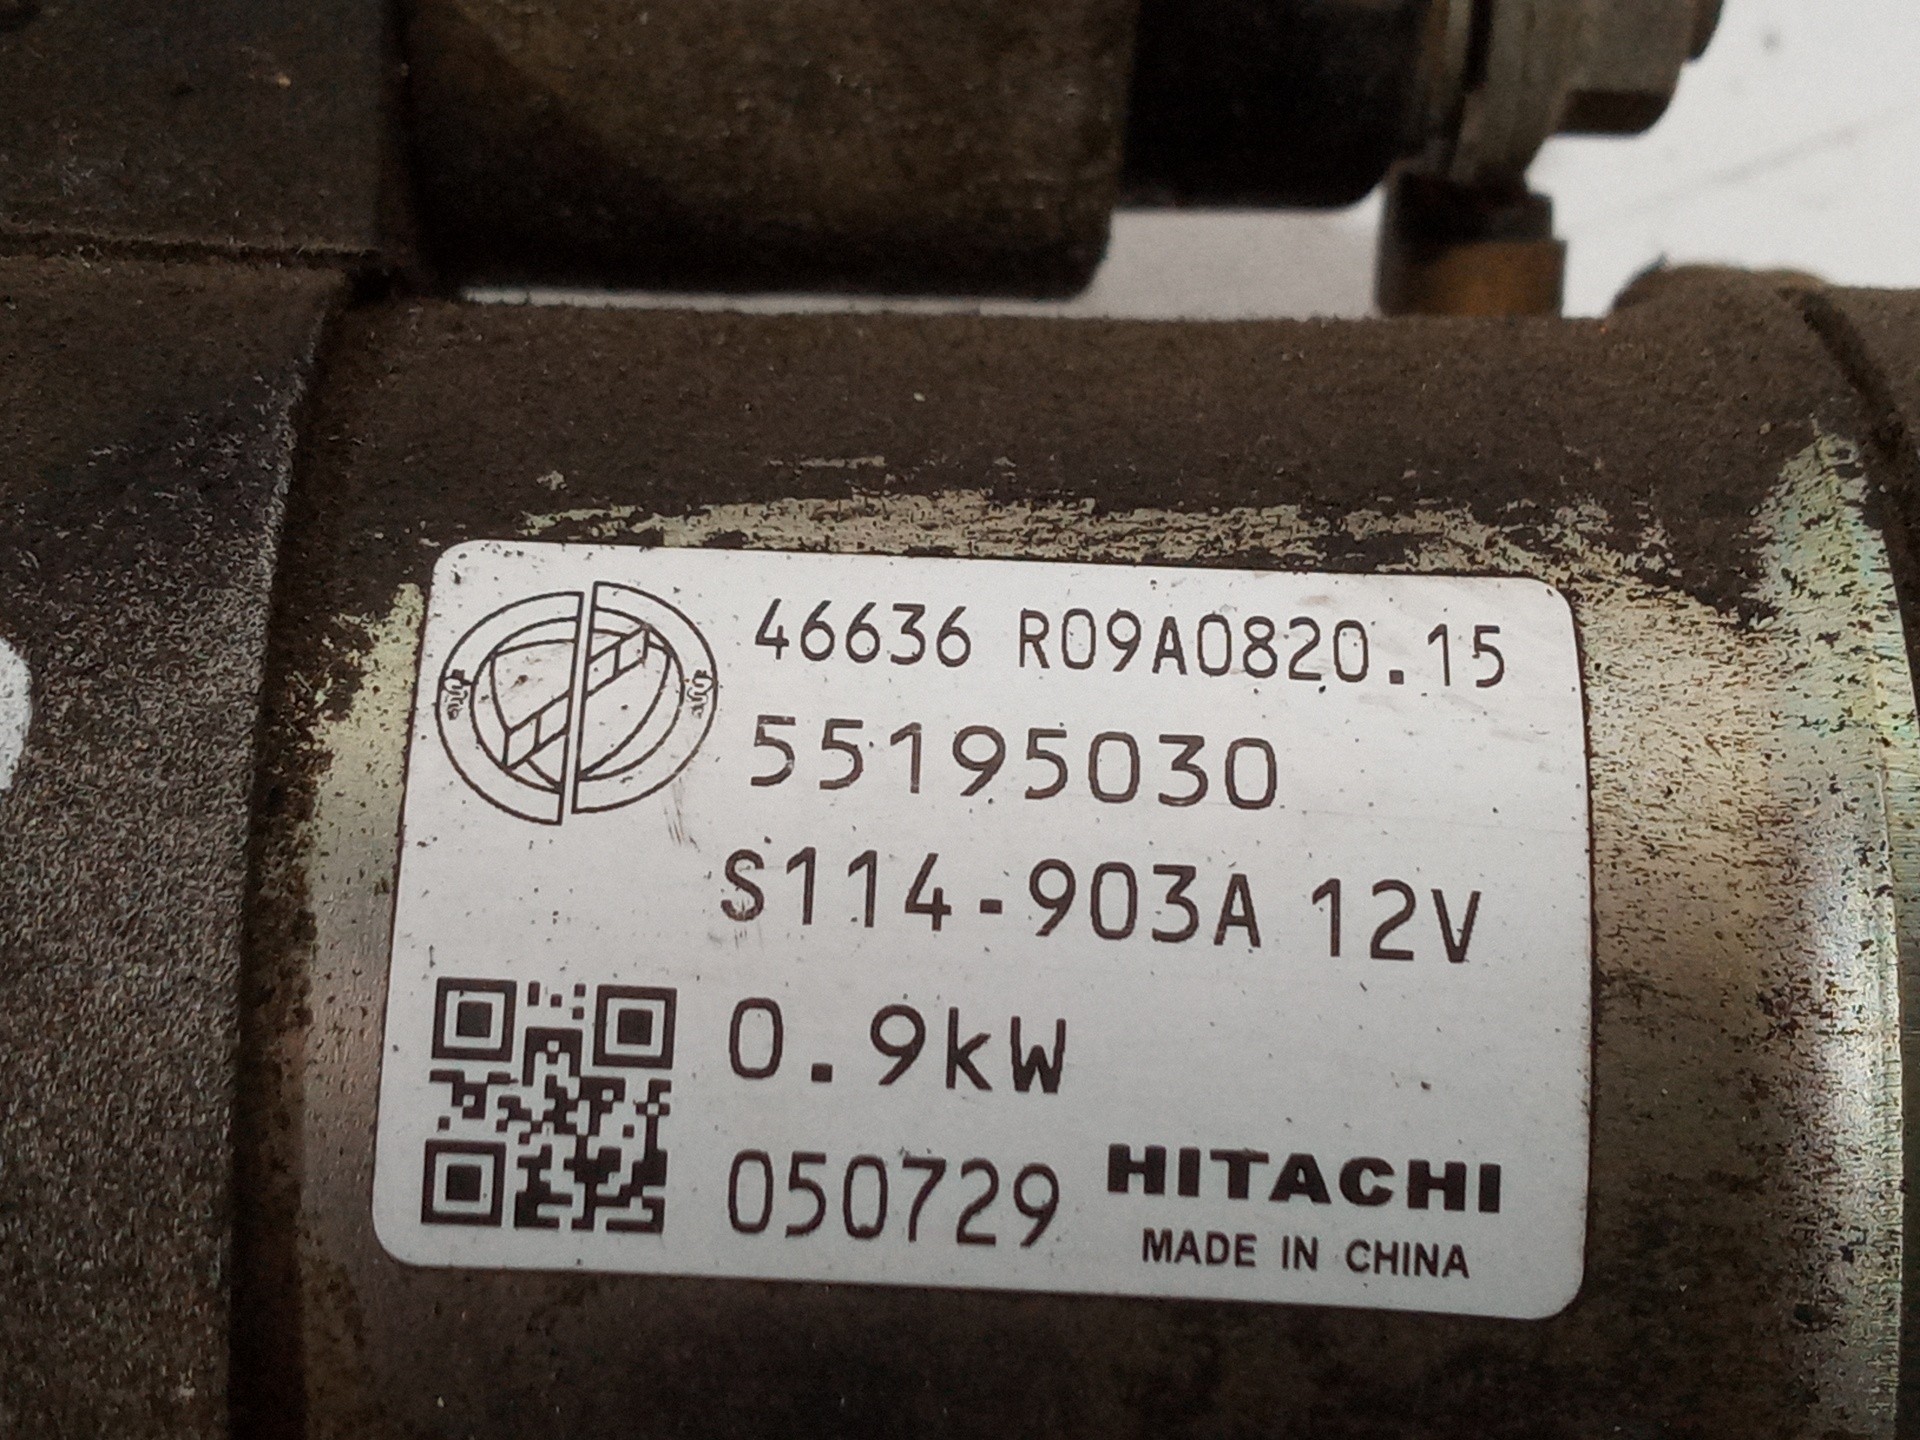 46636 R09A0820.15
55195030
S114-903A 12V
0.9kW
050729 HITACHI
MADE IN CHINA